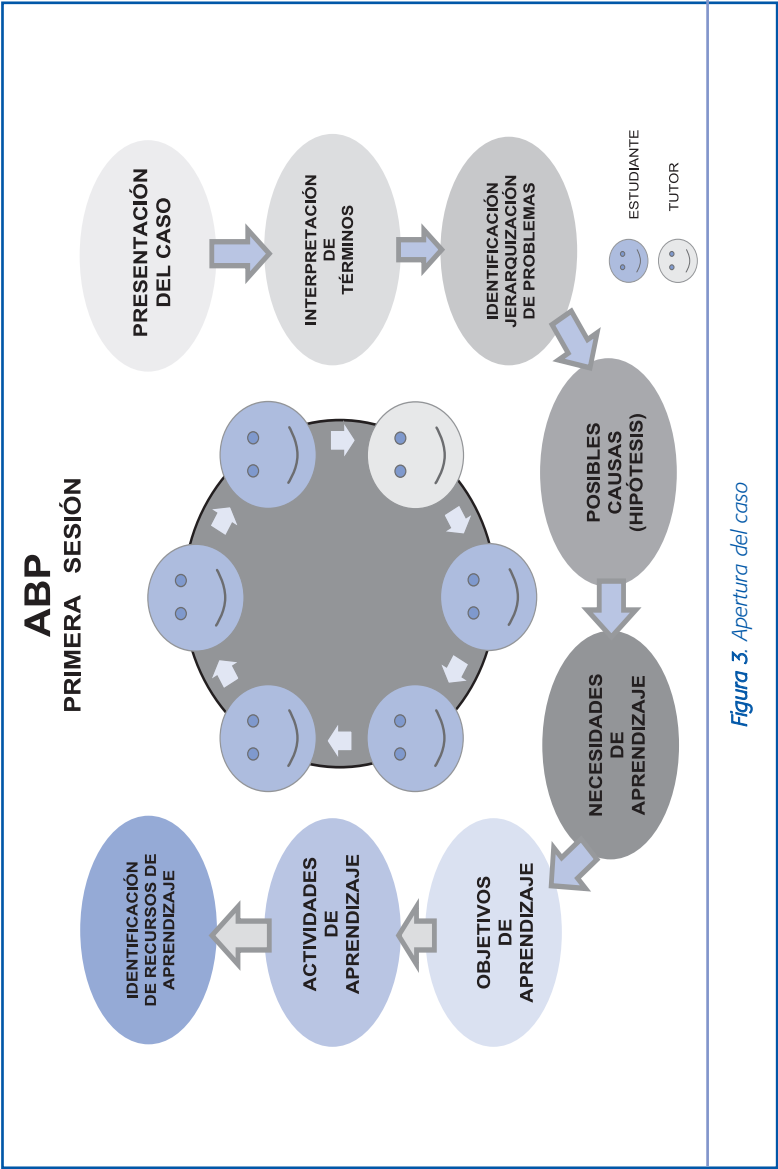 ABP
PRIMERA SESIÓN
PRESENTACIÓN
DEL CASO
INTERPRETACIÓN
DE
TÉRMINOS
IDENTIFICACIÓN
JERARQUIZACIÓN
DE PROBLEMAS
POSIBLES
CAUSAS
(HIPÓTESIS)
NECESIDADES
DE
APRENDIZAJE
OBJETIVOS
DE
APRENDIZAJE
ACTIVIDADES
DE
APRENDIZAJE
IDENTIFICACIÓN
DE RECURSOS DE
APRENDIZAJE
ESTUDIANTE
TUTOR
Figura 3. Apertura del caso